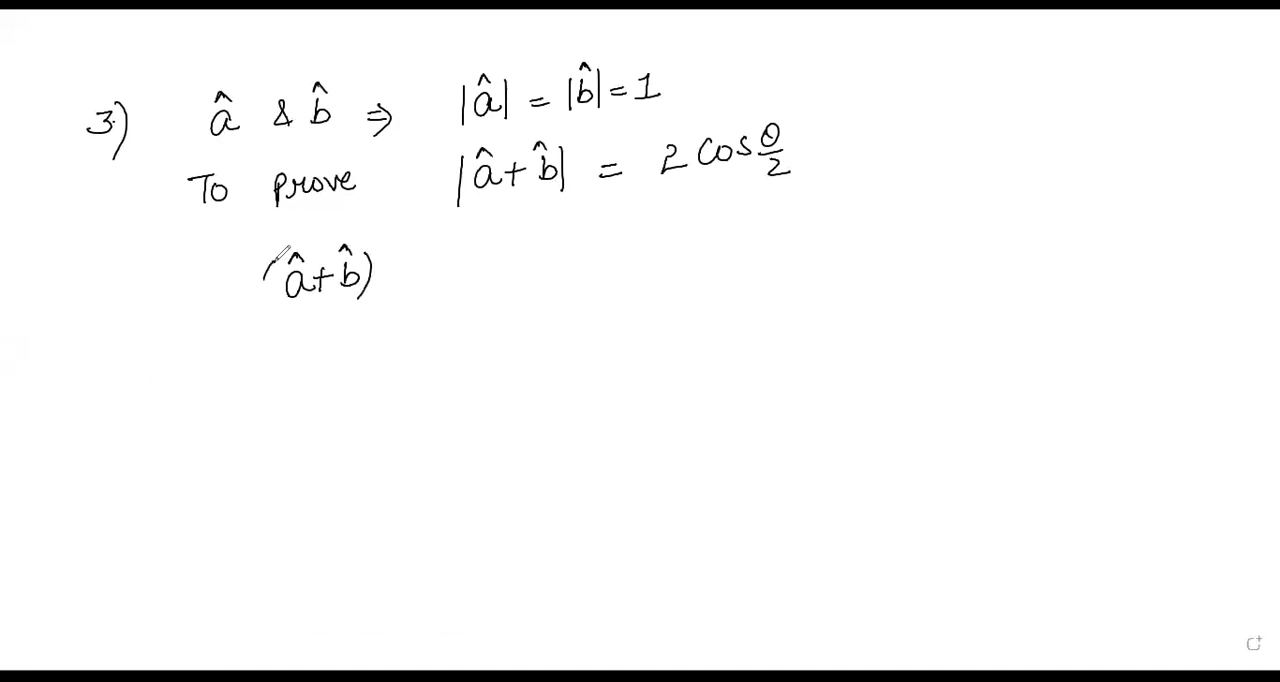 3) â & b̂ ⇒ |â| = |b̂| = 1
To prove |â + b̂| = 2 cos θ/2
(â + b̂)